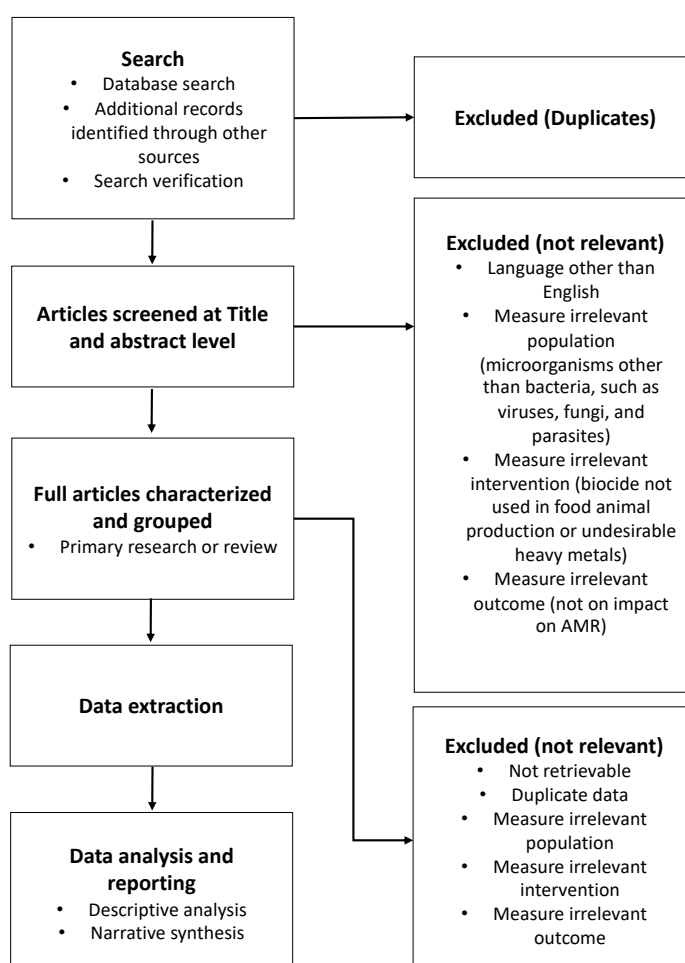 Search
• Database search
• Additional records
identified through other
sources
• Search verification
Excluded (Duplicates)
Articles screened at Title
and abstract level
Excluded (not relevant)
• Language other than
English
• Measure irrelevant
population
(microorganisms other
than bacteria, such as
viruses, fungi, and
parasites)
• Measure irrelevant
intervention (biocide not
used in food animal
production or undesirable
heavy metals)
• Measure irrelevant
outcome (not on impact
on AMR)
Full articles characterized
and grouped
• Primary research or review
Excluded (not relevant)
• Not retrievable
• Duplicate data
• Measure irrelevant
population
• Measure irrelevant
intervention
• Measure irrelevant
outcome
Data extraction
Data analysis and
reporting
• Descriptive analysis
• Narrative synthesis